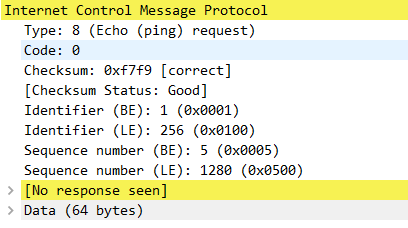 Internet Control Message Protocol
Type: 8 (Echo (ping) request)
Code: 0
Checksum: 0xf7f9 [correct]
[Checksum Status: Good]
Identifier (BE): 1 (0x0001)
Identifier (LE): 256 (0x0100)
Sequence number (BE): 5 (0x0005)
Sequence number (LE): 1280 (0x0500)
[No response seen]
Data (64 bytes)